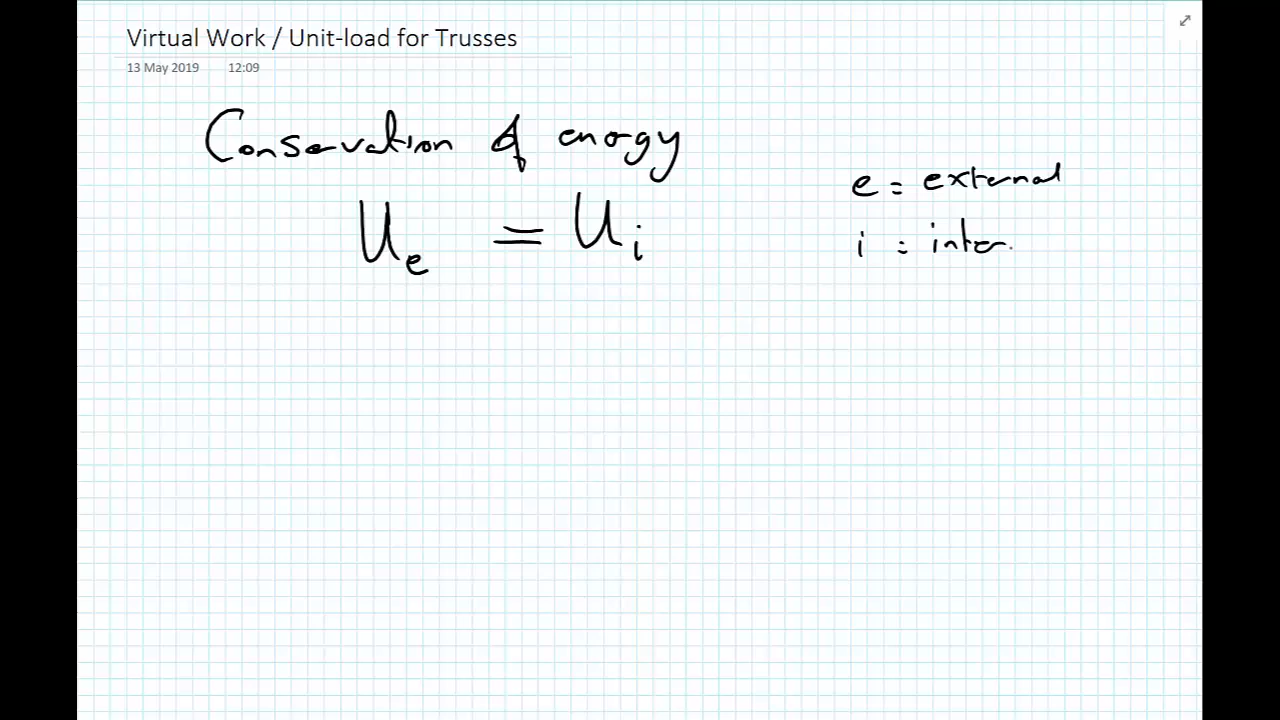 Virtual Work / Unit-load for Trusses
13 May 2019 12:09
Conservation of energy
e = external
Ue = Ui
i = inter